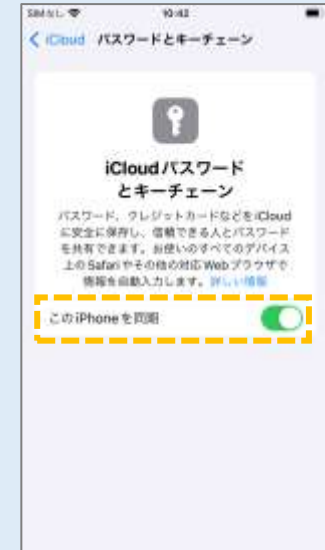 SIMなし 10:42
iCloud パスワードとキーチェーン
iCloudパスワード
とキーチェーン
パスワード、クレジットカードなどをiCloud
に安全に保存し、信頼できる人とパスワード
を共有できます。お使いのすべてのデバイス
上のSafariやその他の対応Webブラウザで
情報を自動入力します。詳しい情報
このiPhoneを同期